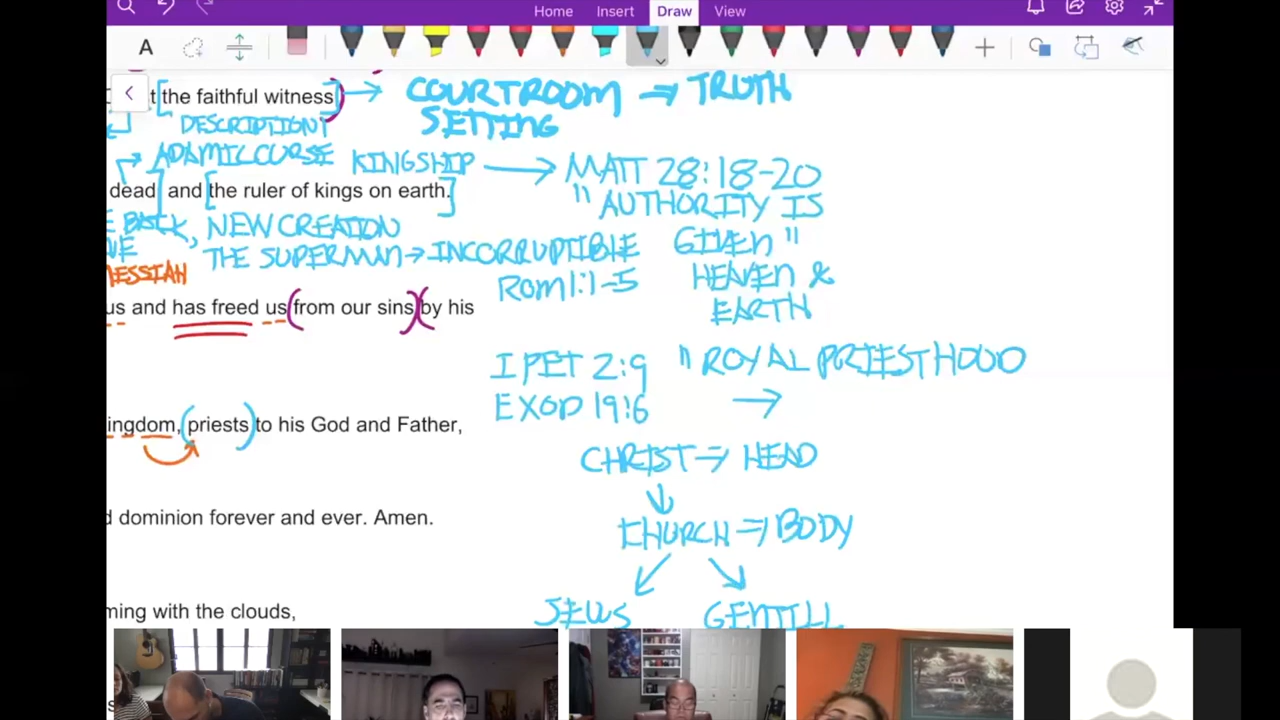 Home Insert Draw View
the faithful witness → COURTROOM → TRUTH
DESCRIPTION 1 SETTING
→ ADAMIC CURSE KINGSHIP → MATT 28:18-20
dead] and [the ruler of kings on earth.] " AUTHORITY IS
BACK, NEW CREATION GIVEN "
THE SUPERMAN → INCORRUPTIBLE HEAVEN &
MESSIAH ROM 1:1-5 EARTH
us and has freed us (from our sins)(by his
I PET 2:9 " ROYAL PRIESTHOOD
EXOD 19:6 →
ingdom, (priests) to his God and Father,
CHRIST ⇒ HEAD
CHURCH ⇒ BODY
d dominion forever and ever. Amen.
JEWS GENTILL
ming with the clouds,